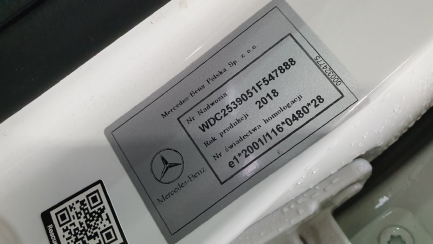 Mercedes-Benz Polska Sp. z o.o.
Nr Nadwozia
WDC2539051F547888
Rok produkcji 2018
Nr świadectwa homologacji
e1*2001/116*0480*28
Mercedes-Benz